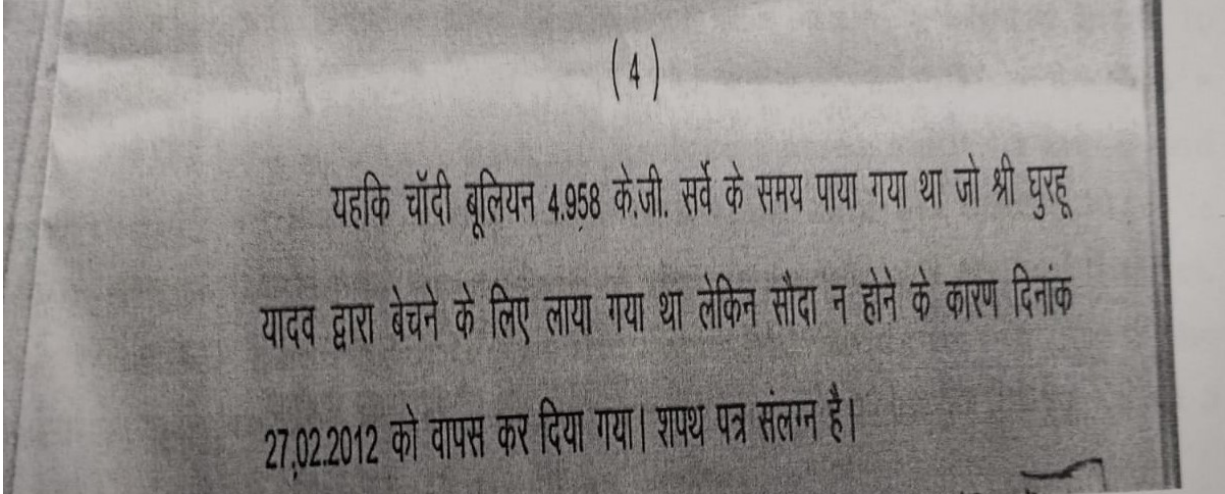 (4)
यहकि चॉदी बूलियन 4.958 के.जी. सर्वे के समय पाया गया था जो श्री घुरहू
यादव द्वारा बेचने के लिए लाया गया था लेकिन सौदा न होने के कारण दिनांक
27.02.2012 को वापस कर दिया गया। शपथ पत्र संलग्न है।